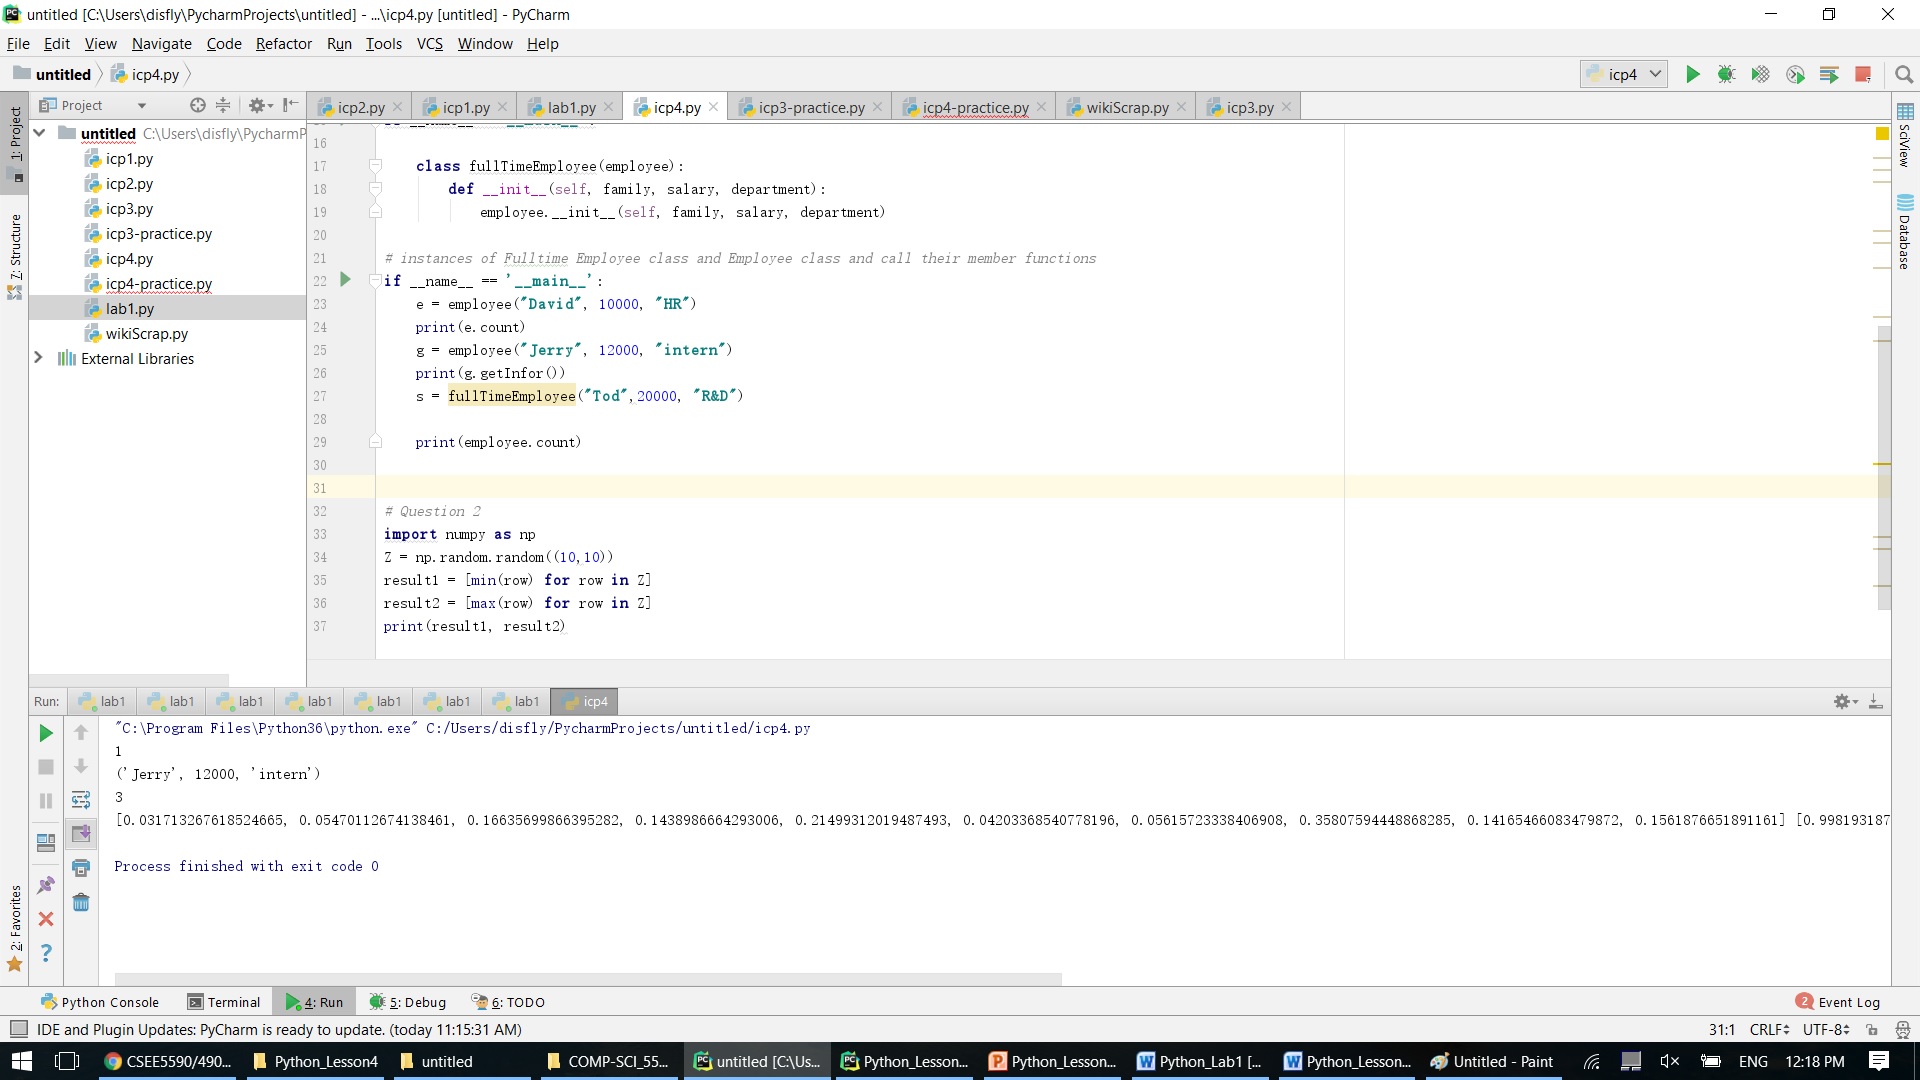 untitled [C:\Users\disfly\PycharmProjects\untitled] - ...\icp4.py [untitled] - PyCharm
File Edit View Navigate Code Refactor Run Tools VCS Window Help
untitled icp4.py icp4
1: Project
7: Structure
2: Favorites
Project
icp2.py icp1.py lab1.py icp4.py icp3-practice.py icp4-practice.py wikiScrap.py icp3.py
untitled C:\Users\disfly\PycharmP
icp1.py
icp2.py
icp3.py
icp3-practice.py
icp4.py
icp4-practice.py
lab1.py
wikiScrap.py
External Libraries
SciView
Database
16
17 class fullTimeEmployee(employee):
18 def __init__(self, family, salary, department):
19 employee.__init__(self, family, salary, department)
20
21 # instances of Fulltime Employee class and Employee class and call their member functions
22 if __name__ == '__main__':
23 e = employee("David", 10000, "HR")
24 print(e.count)
25 g = employee("Jerry", 12000, "intern")
26 print(g.getInfor())
27 s = fullTimeEmployee("Tod",20000, "R&D")
28
29 print(employee.count)
30
31
32 # Question 2
33 import numpy as np
34 Z = np.random.random((10,10))
35 result1 = [min(row) for row in Z]
36 result2 = [max(row) for row in Z]
37 print(result1, result2)
Run: lab1 lab1 lab1 lab1 lab1 lab1 lab1 icp4
"C:\Program Files\Python36\python.exe" C:/Users/disfly/PycharmProjects/untitled/icp4.py
1
('Jerry', 12000, 'intern')
3
[0.031713267618524665, 0.05470112674138461, 0.16635699866395282, 0.1438986664293006, 0.21499312019487493, 0.04203368540778196, 0.05615723338406908, 0.35807594448868285, 0.14165466083479872, 0.1561876651891161] [0.998193187
Process finished with exit code 0
Python Console Terminal 4: Run 5: Debug 6: TODO 2 Event Log
IDE and Plugin Updates: PyCharm is ready to update. (today 11:15:31 AM) 31:1 CRLF UTF-8
CSEE5590/490... Python_Lesson4 untitled COMP-SCI_55... untitled [C:\Us... Python_Lesson... Python_Lesson... Python_Lab1 [... Python_Lesson... Untitled - Paint ENG 12:18 PM